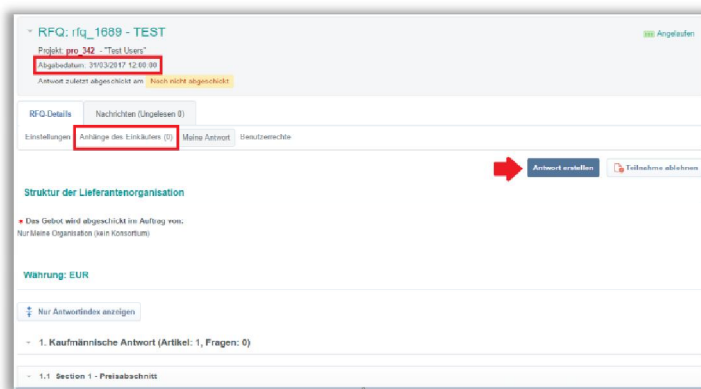 RFQ: rfq_1689 - TEST
Angelaufen
Projekt: pro_342 - "Test Users"
Abgabedatum: 31/03/2017 12:00:00
Antwort zuletzt abgeschickt am Noch nicht abgeschickt
RFQ-Details Nachrichten (Ungelesen 0)
Einstellungen Anhänge des Einkäufers (0) Meine Antwort Benutzerrechte
Antwort erstellen Teilnahme ablehnen
Struktur der Lieferantenorganisation
Das Gebot wird abgeschickt im Auftrag von:
Nur Meine Organisation (kein Konsortium)
Währung: EUR
Nur Antwortindex anzeigen
1. Kaufmännische Antwort (Artikel: 1, Fragen: 0)
1.1 Section 1 - Preisabschnitt